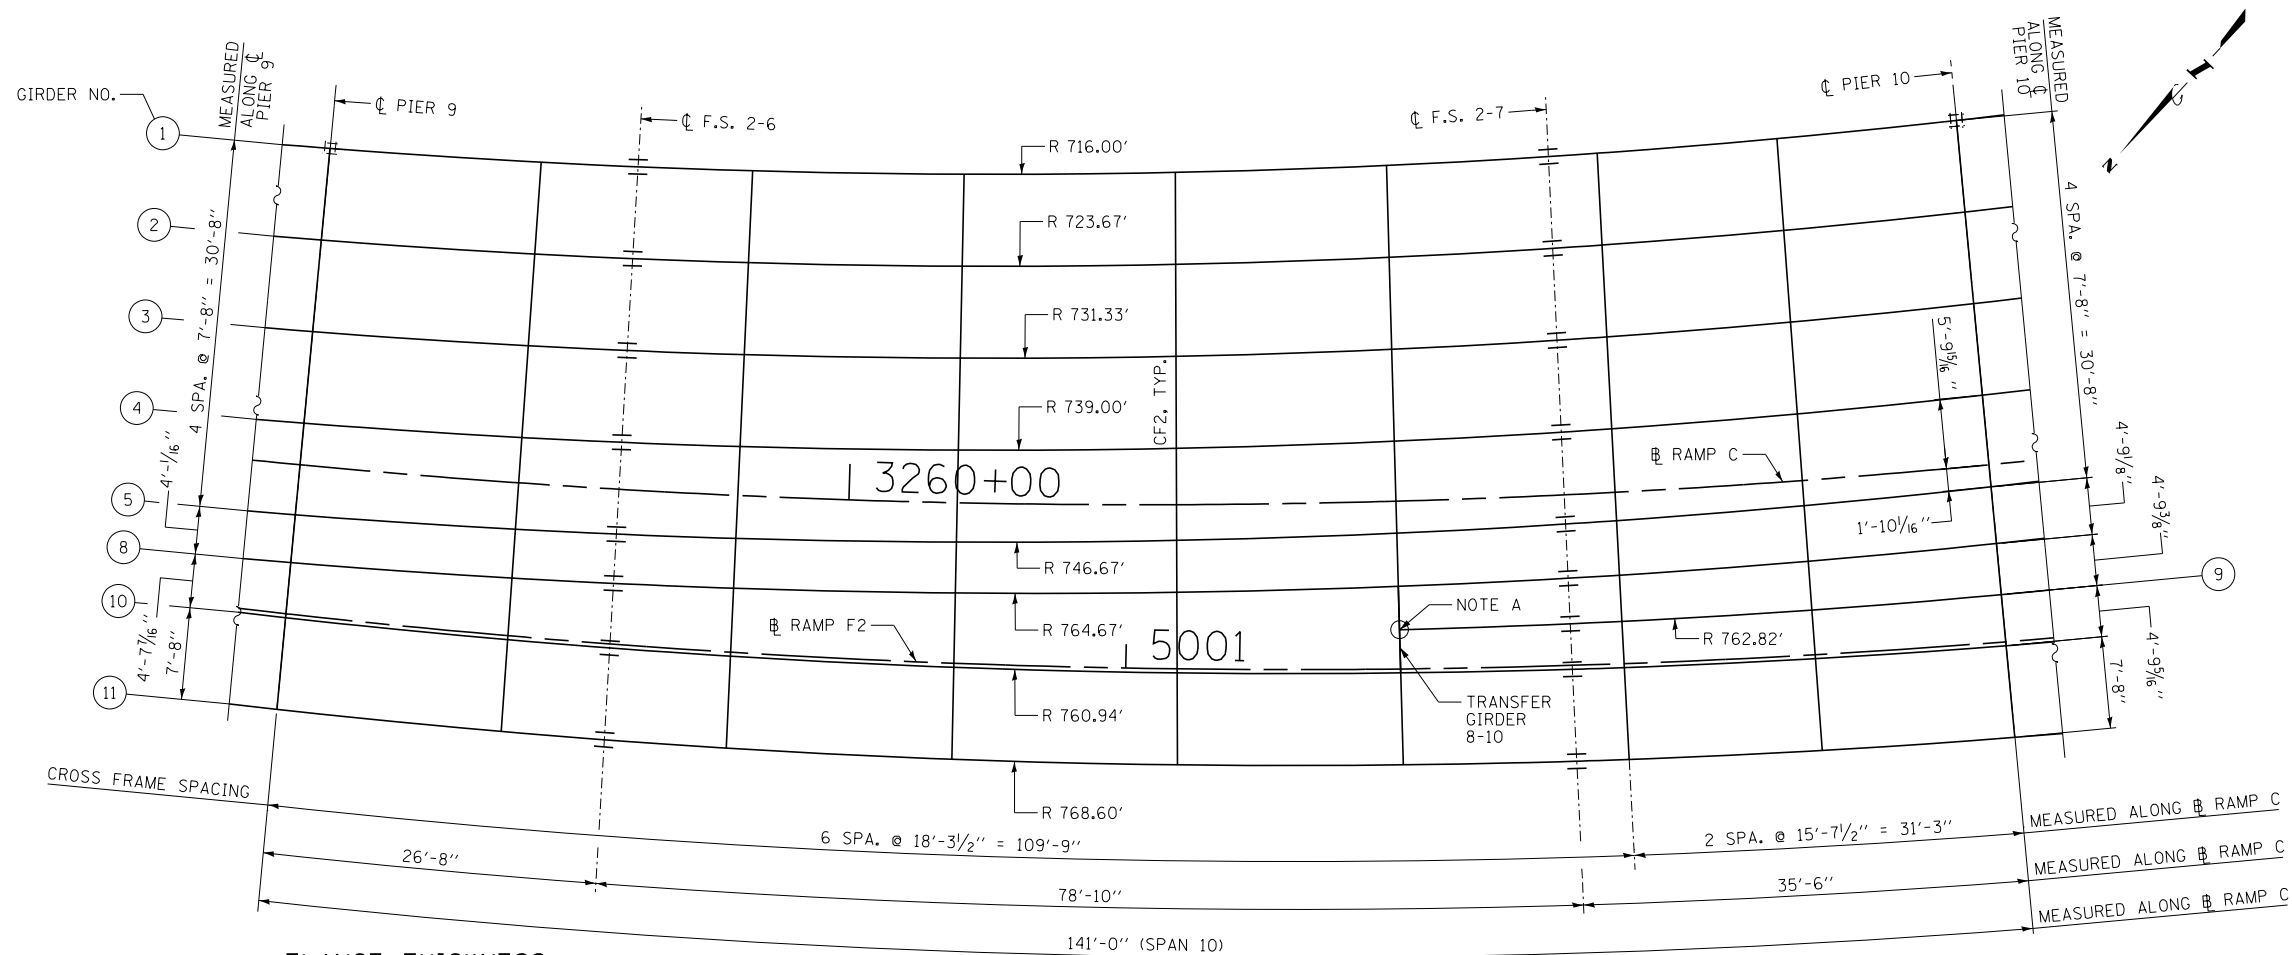 MEASURED
ALONG ℄
PIER 9
GIRDER NO.
℄ PIER 9
℄ F.S. 2-6
℄ F.S. 2-7
℄ PIER 10
MEASURED
ALONG ℄
PIER 10
N
1
2
3
4
5
8
10
11
9
4 SPA. @ 7'-8" = 30'-8"
4'-1/16"
4'-7 7/16"
7'-8"
R 716.00'
R 723.67'
R 731.33'
R 739.00'
CF2, TYP.
3260+00
R 746.67'
R 764.67'
R 760.94'
R 768.60'
R 762.82'
RAMP C
RAMP F2
5001
NOTE A
TRANSFER
GIRDER
8-10
5'-9 15/16"
1'-10 1/16"
4 SPA. @ 7'-8" = 30'-8"
4'-9 1/8"
4'-9 3/8"
4'-9 5/16"
7'-8"
CROSS FRAME SPACING
6 SPA. @ 18'-3 1/2" = 109'-9"
2 SPA. @ 15'-7 1/2" = 31'-3"
MEASURED ALONG BL RAMP C
26'-8"
78'-10"
35'-6"
MEASURED ALONG BL RAMP C
141'-0" (SPAN 10)
MEASURED ALONG BL RAMP C